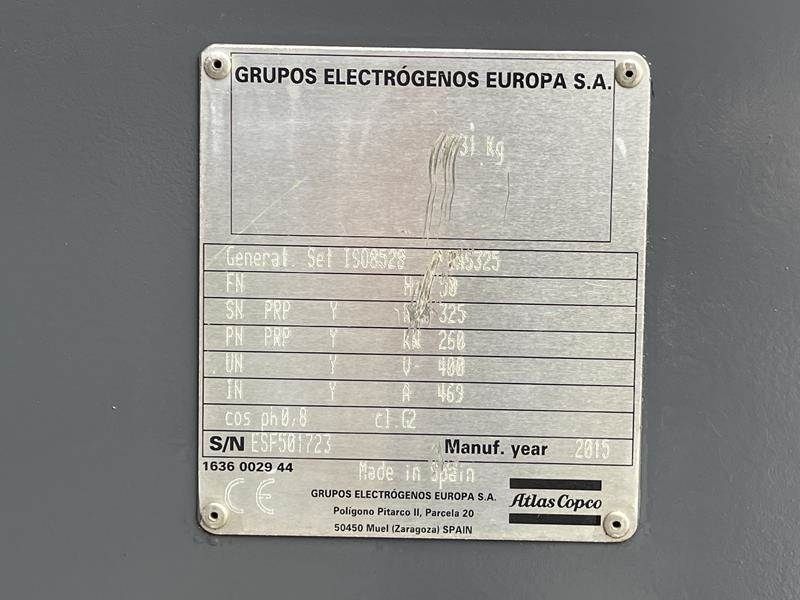 GRUPOS ELECTRÓGENOS EUROPA S.A.
Kg
General Set ISO8528
FN 50
SN PRP Y 325
PN PRP Y kW 260
UN Y V~ 400
IN Y A 469
cos ph0,8 cl.G2
S/N ESF501723 Manuf. year 2015
1636 0029 44
Made in Spain
CE
GRUPOS ELECTRÓGENOS EUROPA S.A.
Polígono Pitarco II, Parcela 20
50450 Muel (Zaragoza) SPAIN
Atlas Copco